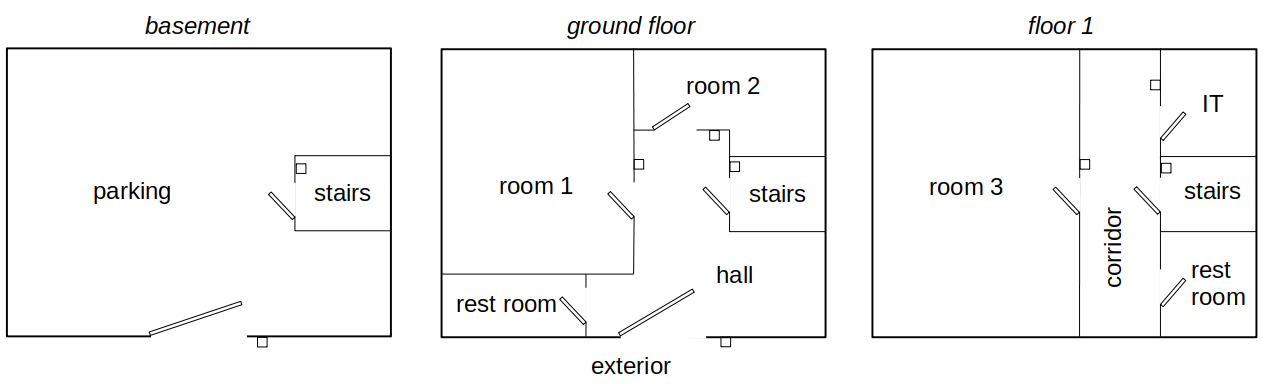 basement
ground floor
floor 1
parking
stairs
room 2
room 1
stairs
hall
rest room
exterior
IT
room 3
stairs
corridor
rest
room